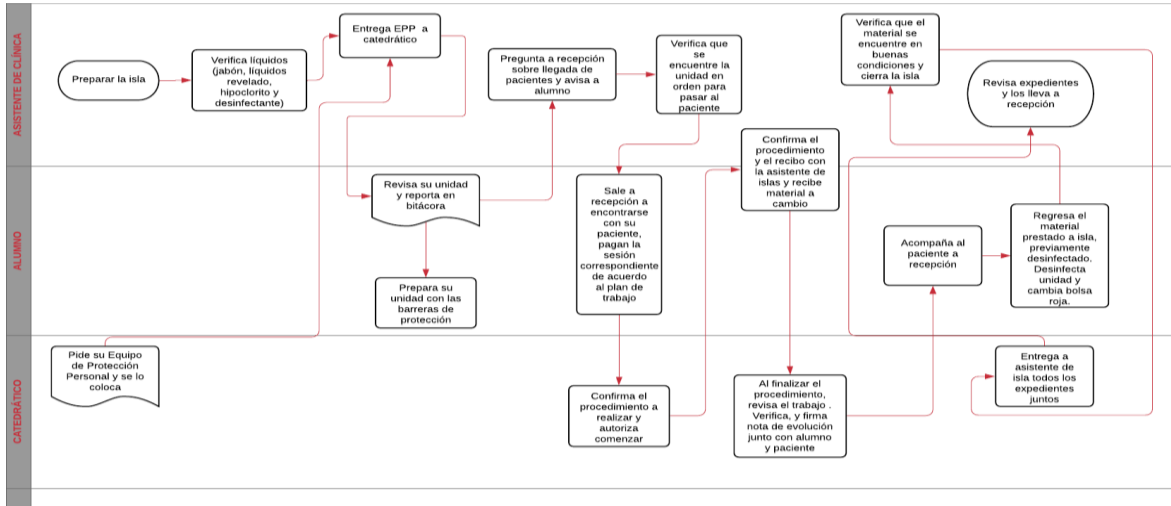 ASISTENTE DE CLÍNICA
Preparar la isla
Verifica líquidos
(jabón, líquidos
revelado,
hipoclorito y
desinfectante)
Entrega EPP a
catedrático
Pregunta a recepción
sobre llegada de
pacientes y avisa a
alumno
Verifica que
se
encuentre la
unidad en
orden para
pasar al
paciente
Verifica que el
material se
encuentre en
buenas
condiciones y
cierra la isla
Revisa expedientes
y los lleva a
recepción
ALUMNO
Revisa su unidad
y reporta en
bitácora
Prepara su
unidad con las
barreras de
protección
Sale a
recepción a
encontrarse
con su
paciente,
pagan la
sesión
correspondiente
de acuerdo
al plan de
trabajo
Confirma el
procedimiento
y el recibo con
la asistente de
islas y recibe
material a
cambio
Acompaña al
paciente a
recepción
Regresa el
material
prestado a isla,
previamente
desinfectado.
Desinfecta
unidad y
cambia bolsa
roja.
CATEDRÁTICO
Pide su Equipo
de Protección
Personal y se lo
coloca
Confirma el
procedimiento a
realizar y
autoriza
comenzar
Al finalizar el
procedimiento,
revisa el trabajo .
Verifica, y firma
nota de evolución
junto con alumno
y paciente
Entrega a
asistente de
isla todos los
expedientes
juntos